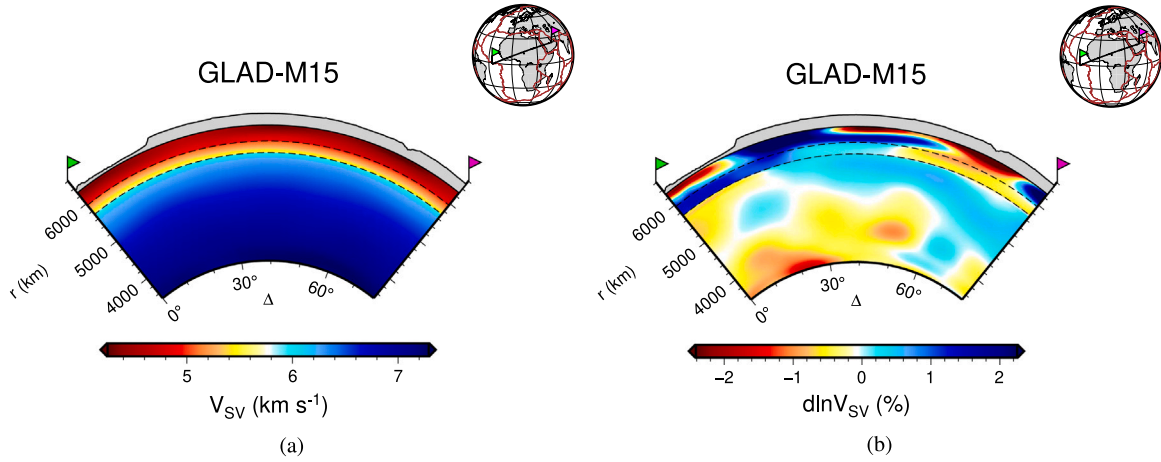 GLAD-M15
6000
5000
4000
r (km)
0°
30°
60°
Δ
5
6
7
V_SV (km s⁻¹)
(a)
GLAD-M15
6000
5000
4000
r (km)
0°
30°
60°
Δ
−2
−1
0
1
2
dlnV_SV (%)
(b)